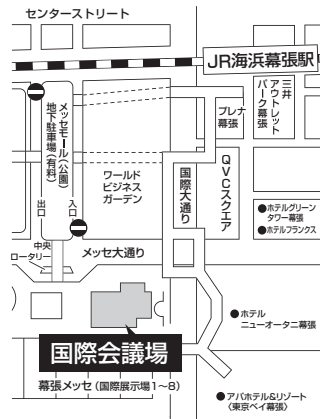 センターストリート
JR海浜幕張駅
三井
アウトレット
パーク幕張
プレナ
幕張
メッセモール(公園)
地下駐車場(有料)
ワールド
ビジネス
ガーデン
国際大通り
QVCスクエア
出口
入口
●ホテルグリーン
タワー幕張
●ホテルフランクス
中央
ロータリー
メッセ大通り
●ホテル
ニューオータニ幕張
国際会議場
幕張メッセ(国際展示場1〜8)
●アパホテル&リゾート
〈東京ベイ幕張〉